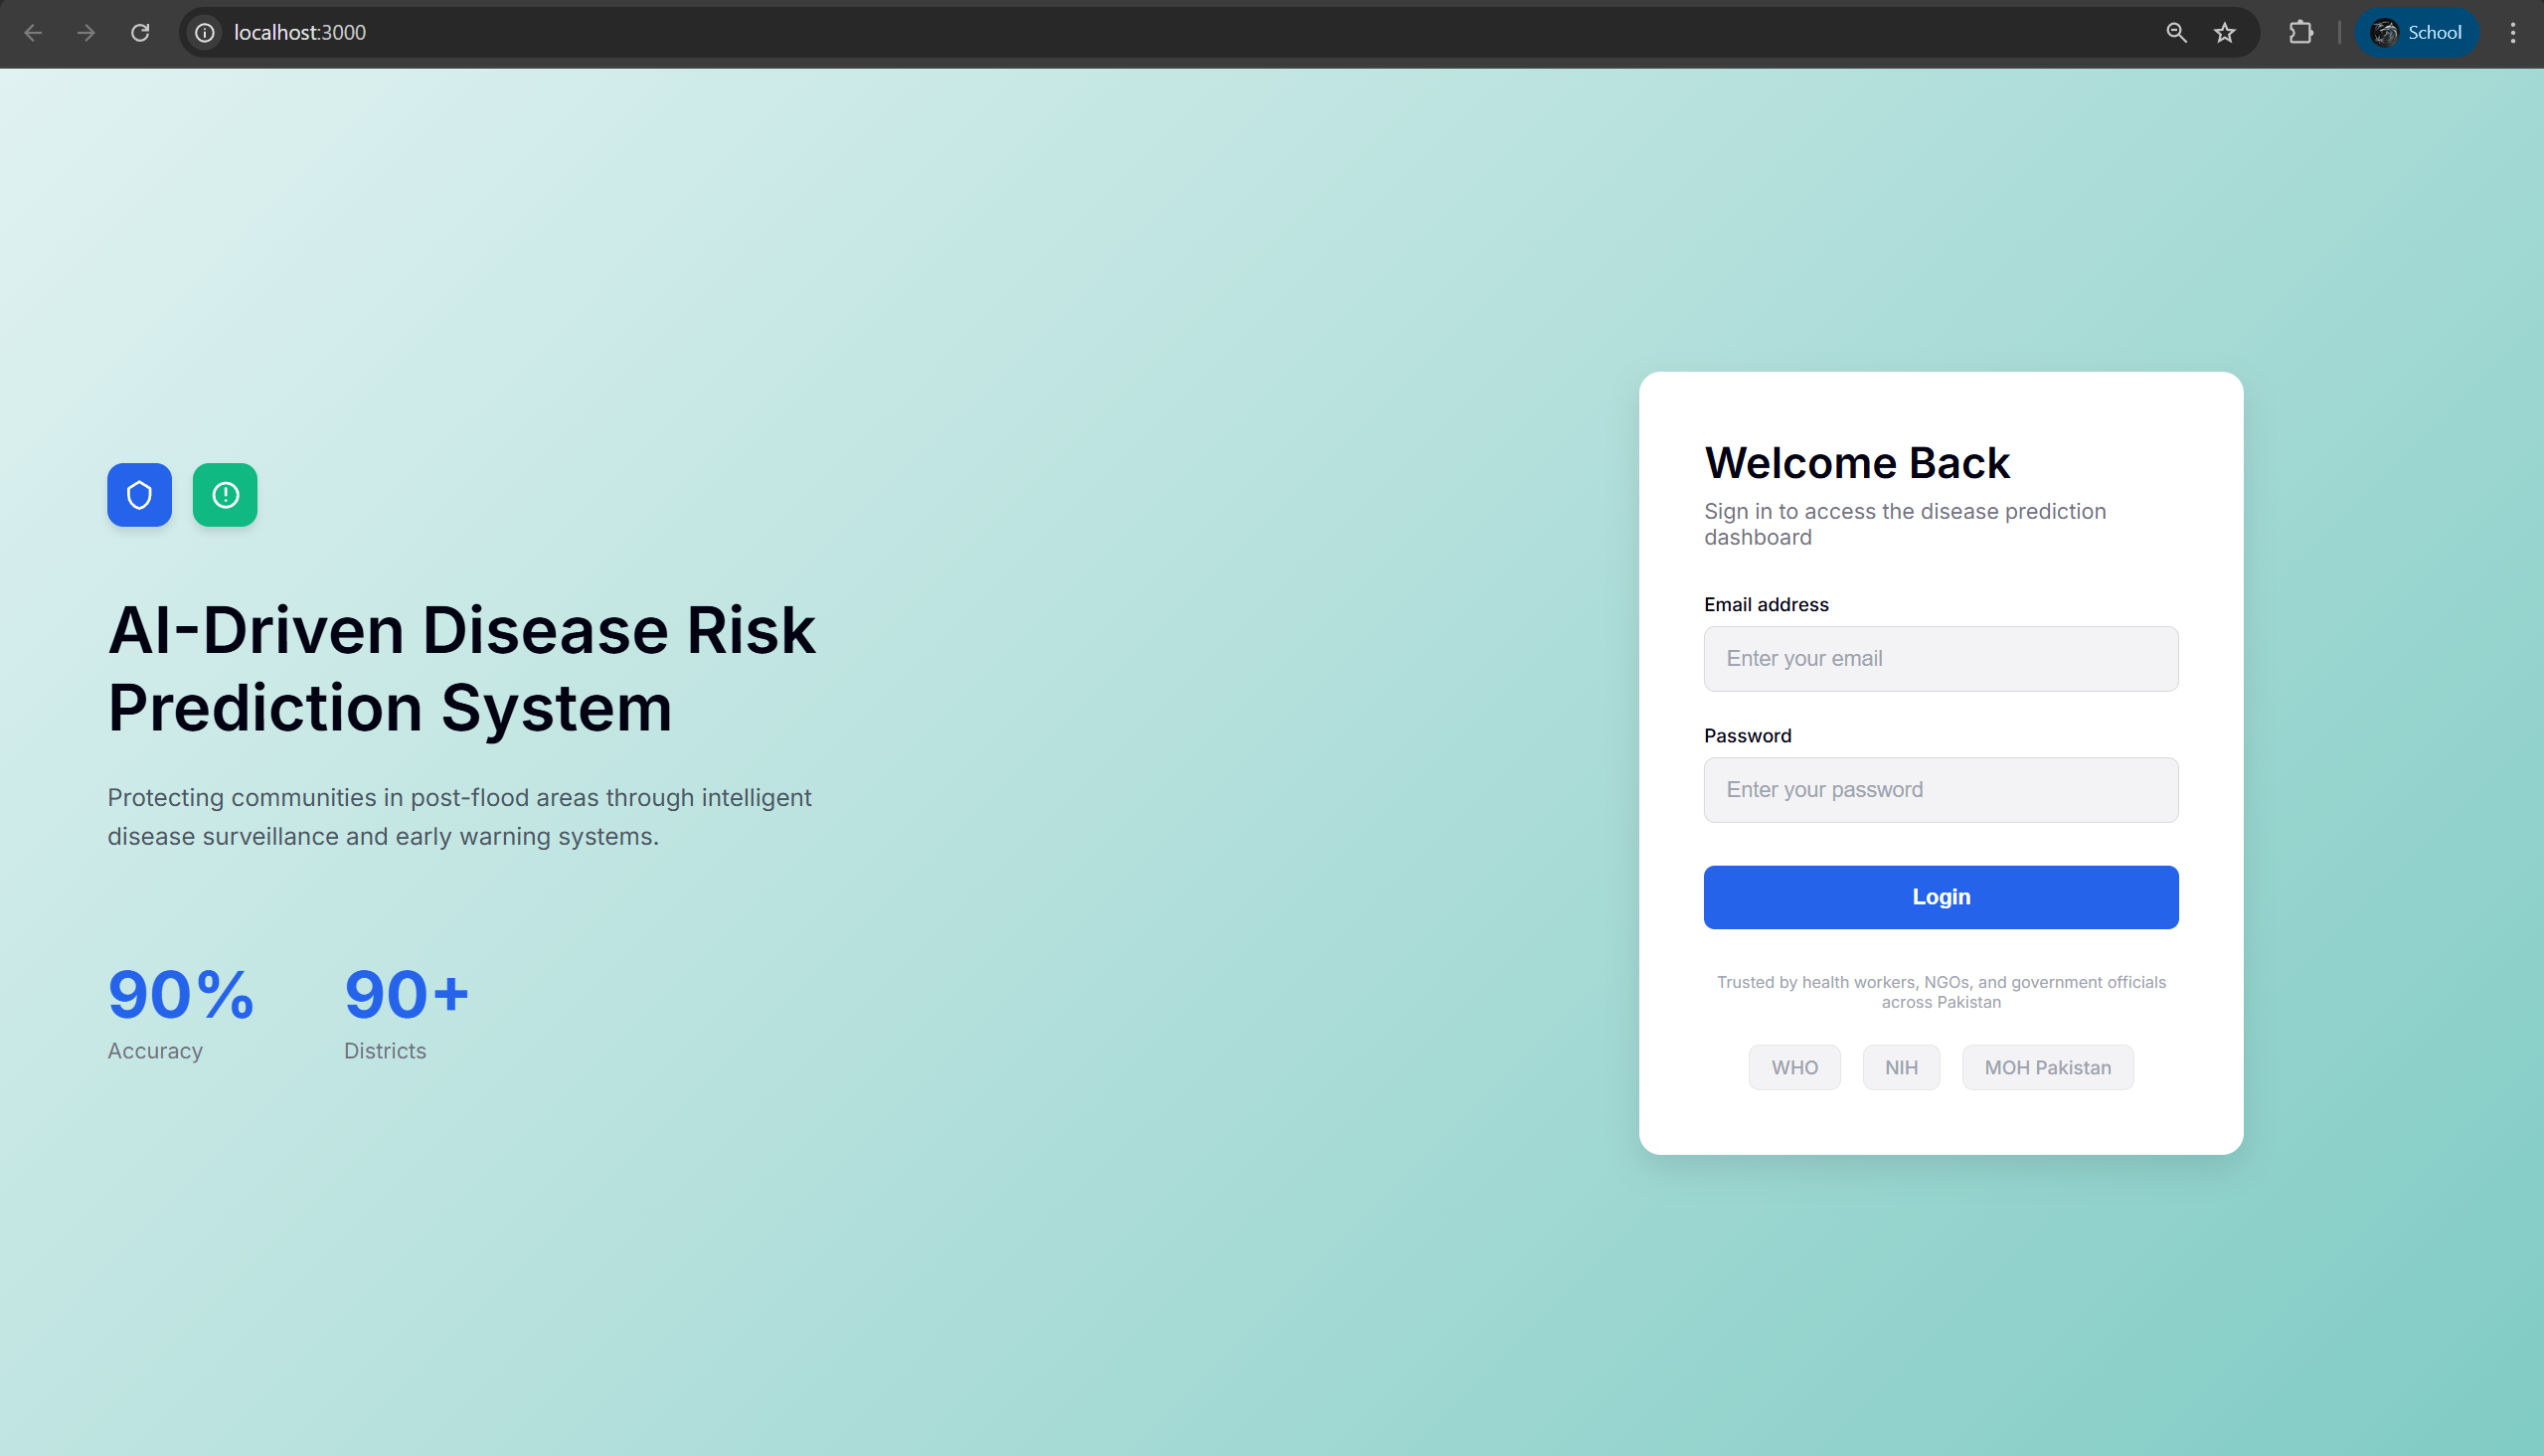 localhost:3000
School
AI-Driven Disease Risk
Prediction System
Protecting communities in post-flood areas through intelligent
disease surveillance and early warning systems.
90%
90+
Accuracy
Districts
Welcome Back
Sign in to access the disease prediction
dashboard
Email address
Enter your email
Password
Enter your password
Login
Trusted by health workers, NGOs, and government officials
across Pakistan
WHO
NIH
MOH Pakistan